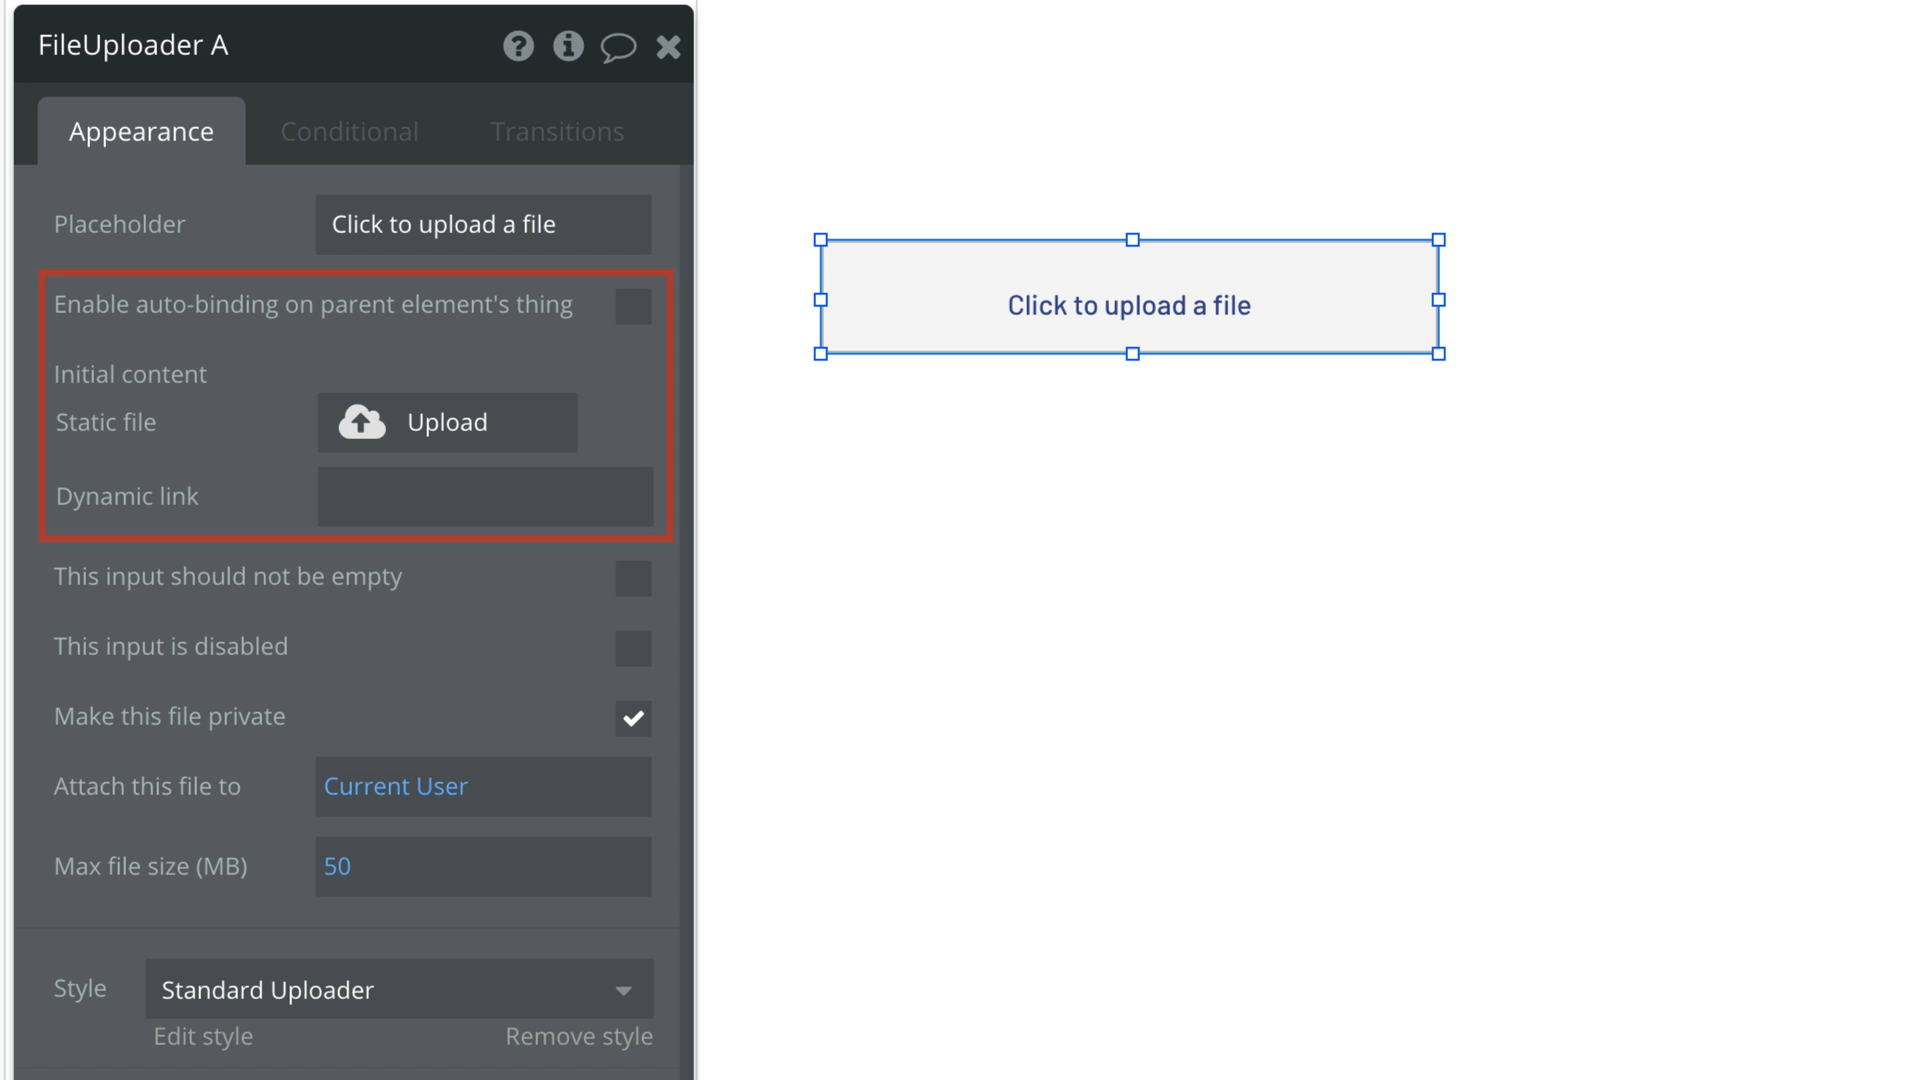 FileUploader A
Appearance
Conditional
Transitions
Placeholder
Click to upload a file
Enable auto-binding on parent element's thing
Initial content
Static file
Upload
Dynamic link
This input should not be empty
This input is disabled
Make this file private
Attach this file to
Current User
Max file size (MB)
50
Style
Standard Uploader
Edit style
Remove style
Click to upload a file